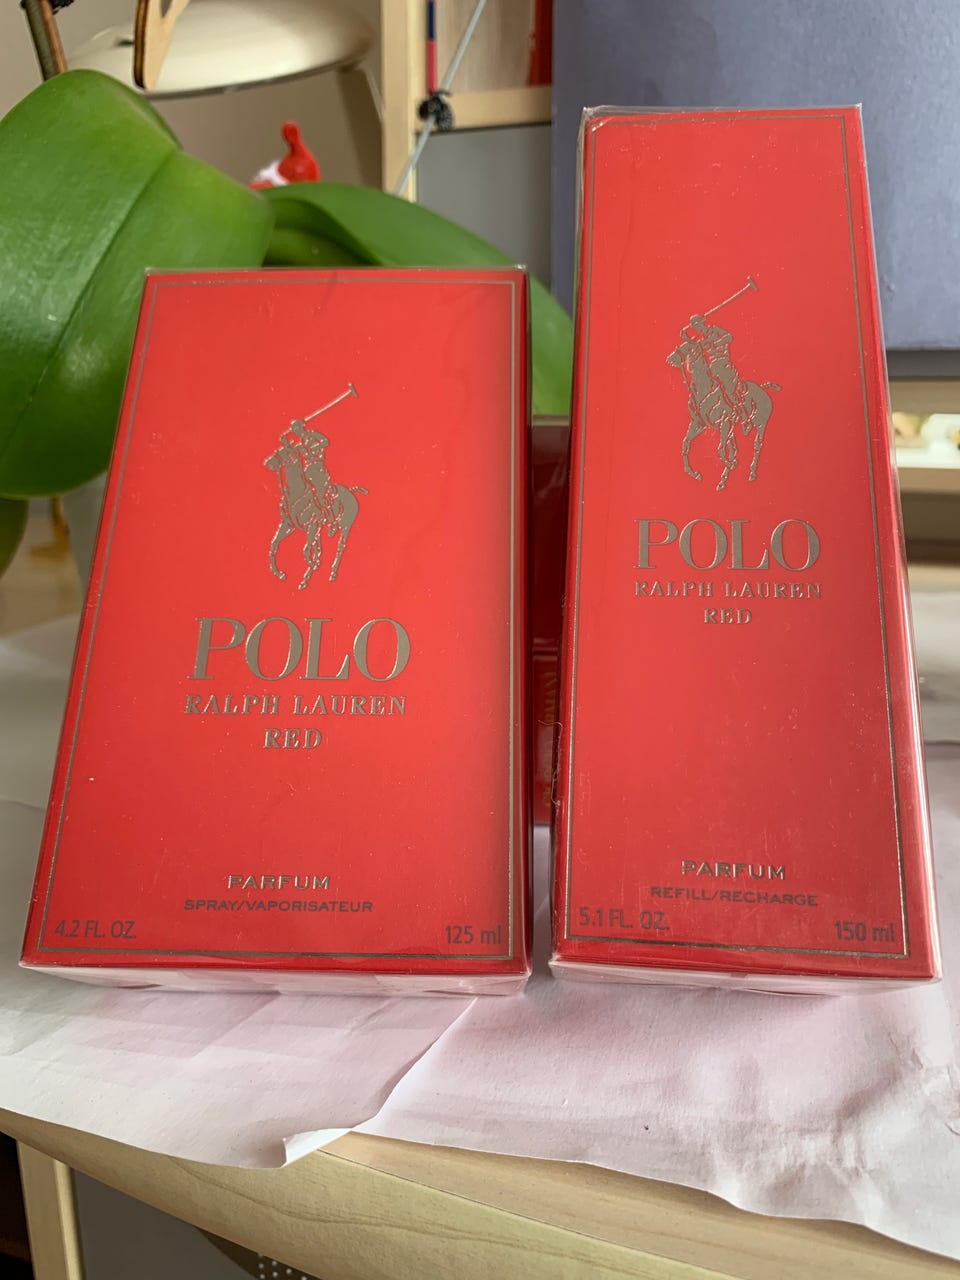 POLO
RALPH LAUREN
RED
PARFUM
SPRAY/VAPORISATEUR
4.2 FL. OZ.
125 ml
POLO
RALPH LAUREN
RED
PARFUM
REFILL/RECHARGE
5.1 FL. OZ.
150 ml